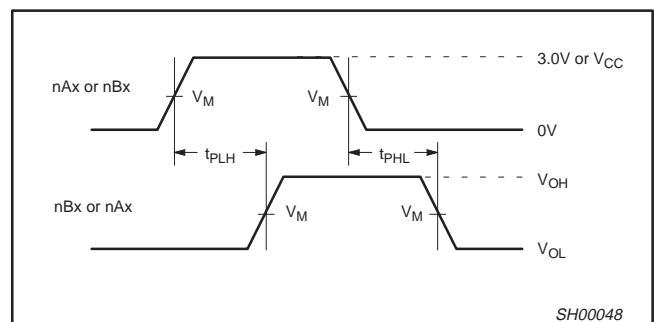 3.0V or VCC
nAx or nBx
VM
VM
0V
tPLH
tPHL
VOH
nBx or nAx
VM
VM
VOL
SH00048